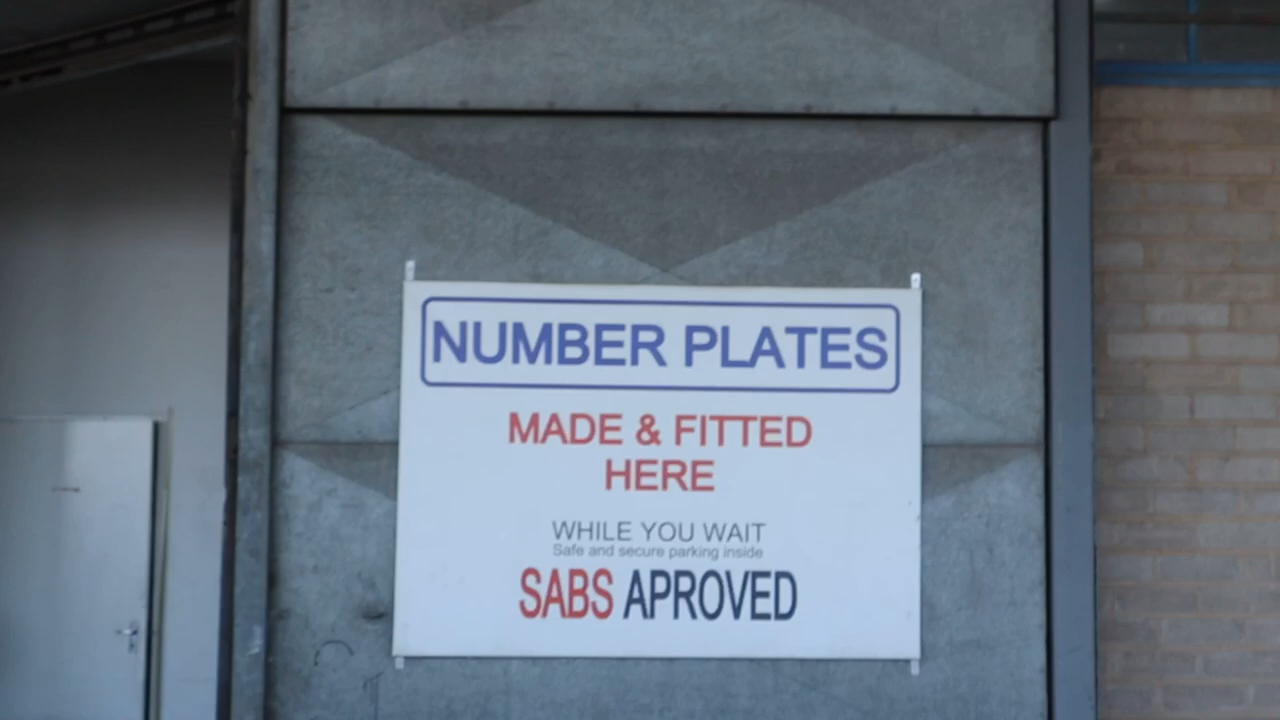 NUMBER PLATES
MADE & FITTED
HERE
WHILE YOU WAIT
Safe and secure parking inside
SABS APROVED